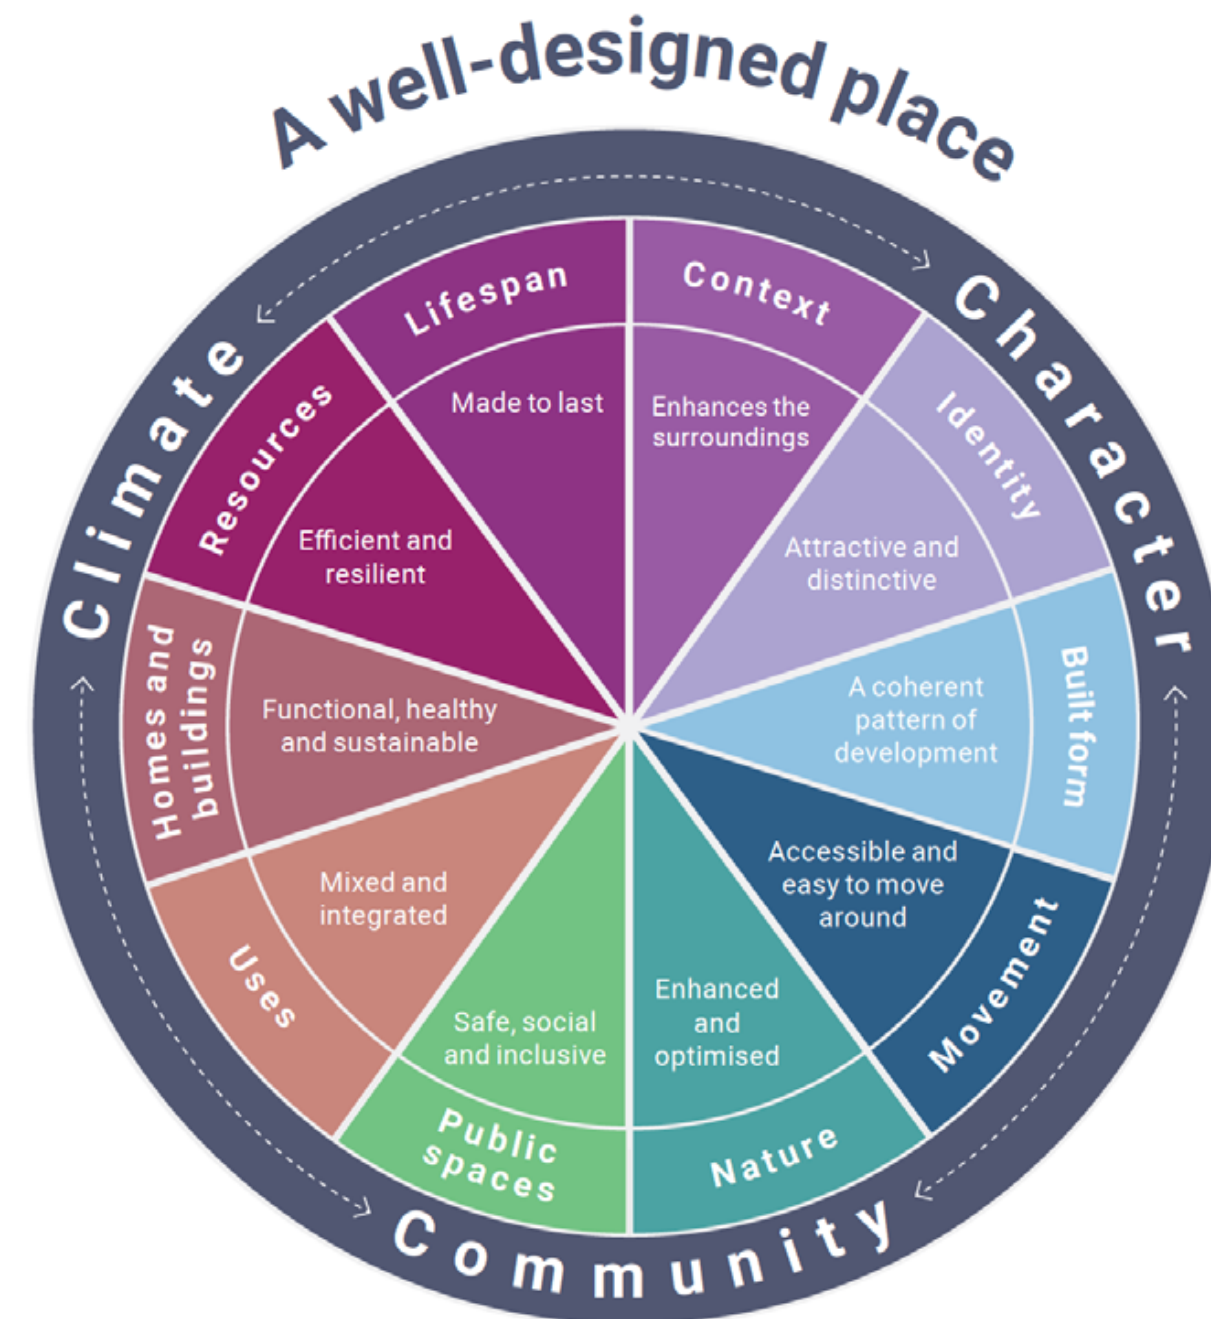 A well-designed place
Climate
Character
Community
Lifespan
Made to last
Context
Enhances the
surroundings
Identity
Attractive and
distinctive
Built form
A coherent
pattern of
development
Movement
Accessible and
easy to move
around
Nature
Enhanced
and
optimised
Public
spaces
Safe, social
and inclusive
Uses
Mixed and
integrated
Homes and
buildings
Functional, healthy
and sustainable
Resources
Efficient and
resilient